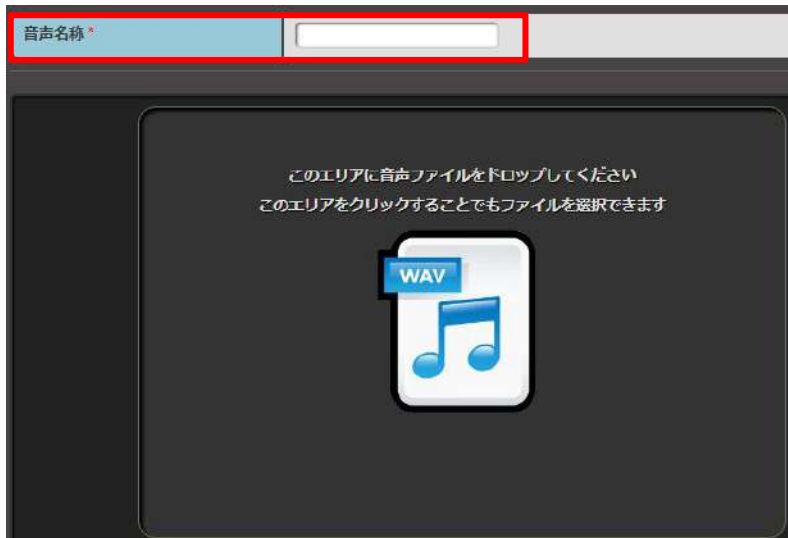 音声名称*
このエリアに音声ファイルをドロップしてください
このエリアをクリックすることでもファイルを選択できます
WAV